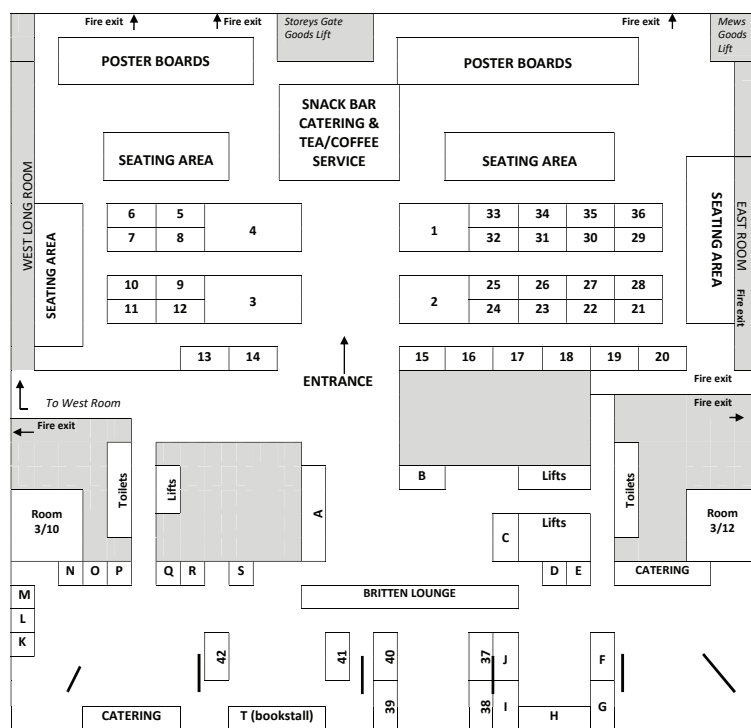 Fire exit
Fire exit
Storeys Gate
Goods Lift
Fire exit
Mews
Goods
Lift
POSTER BOARDS
POSTER BOARDS
SNACK BAR
CATERING &
TEA/COFFEE
SERVICE
SEATING AREA
SEATING AREA
WEST LONG ROOM
SEATING AREA
6 5
7 8
4
1
33 34 35 36
32 31 30 29
SEATING AREA
EAST ROOM
Fire exit
10 9
11 12
3
2
25 26 27 28
24 23 22 21
13 14
15 16 17 18 19 20
ENTRANCE
Fire exit
To West Room
Fire exit
Fire exit
Toilets
Lifts
A
B
Lifts
Toilets
Room
3/10
Room
3/12
C
Lifts
N O P
Q R
S
D E
CATERING
M
L
K
BRITTEN LOUNGE
42
41
40
37
J
F
39
38
I
G
CATERING
T (bookstall)
H